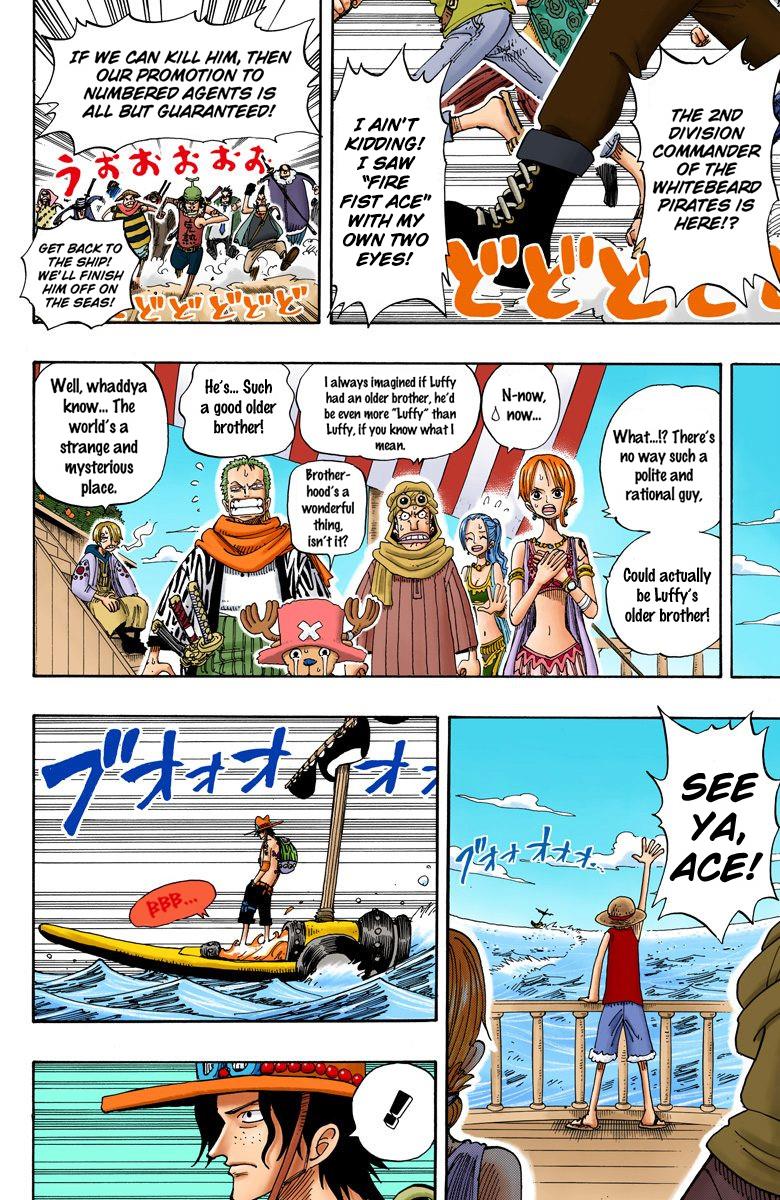 THE 2ND
DIVISION
COMMANDER
OF THE
WHITEBEARD
PIRATES IS
HERE!?
I AIN'T
KIDDING!
I SAW
"FIRE
FIST ACE"
WITH MY
OWN TWO
EYES!
どどどど
IF WE CAN KILL HIM, THEN
OUR PROMOTION TO
NUMBERED AGENTS IS
ALL BUT GUARANTEED!
うおおおおお
GET BACK TO
THE SHIP!
WE'LL FINISH
HIM OFF ON
THE SEAS!
どどどどど
What...!? There's
no way such a
polite and
rational guy,
Could actually
be Luffy's
older brother!
N-now,
now...
I always imagined if Luffy
had an older brother, he'd
be even more "Luffy" than
Luffy, if you know what I
mean.
Brother-
hood's a
wonderful
thing,
isn't it?
He's... Such
a good older
brother!
Well, whaddya
know... The
world's a
strange and
mysterious
place.
SEE
YA,
ACE!
ブオオオオオ...
ブオオオオオ
BBB...
!